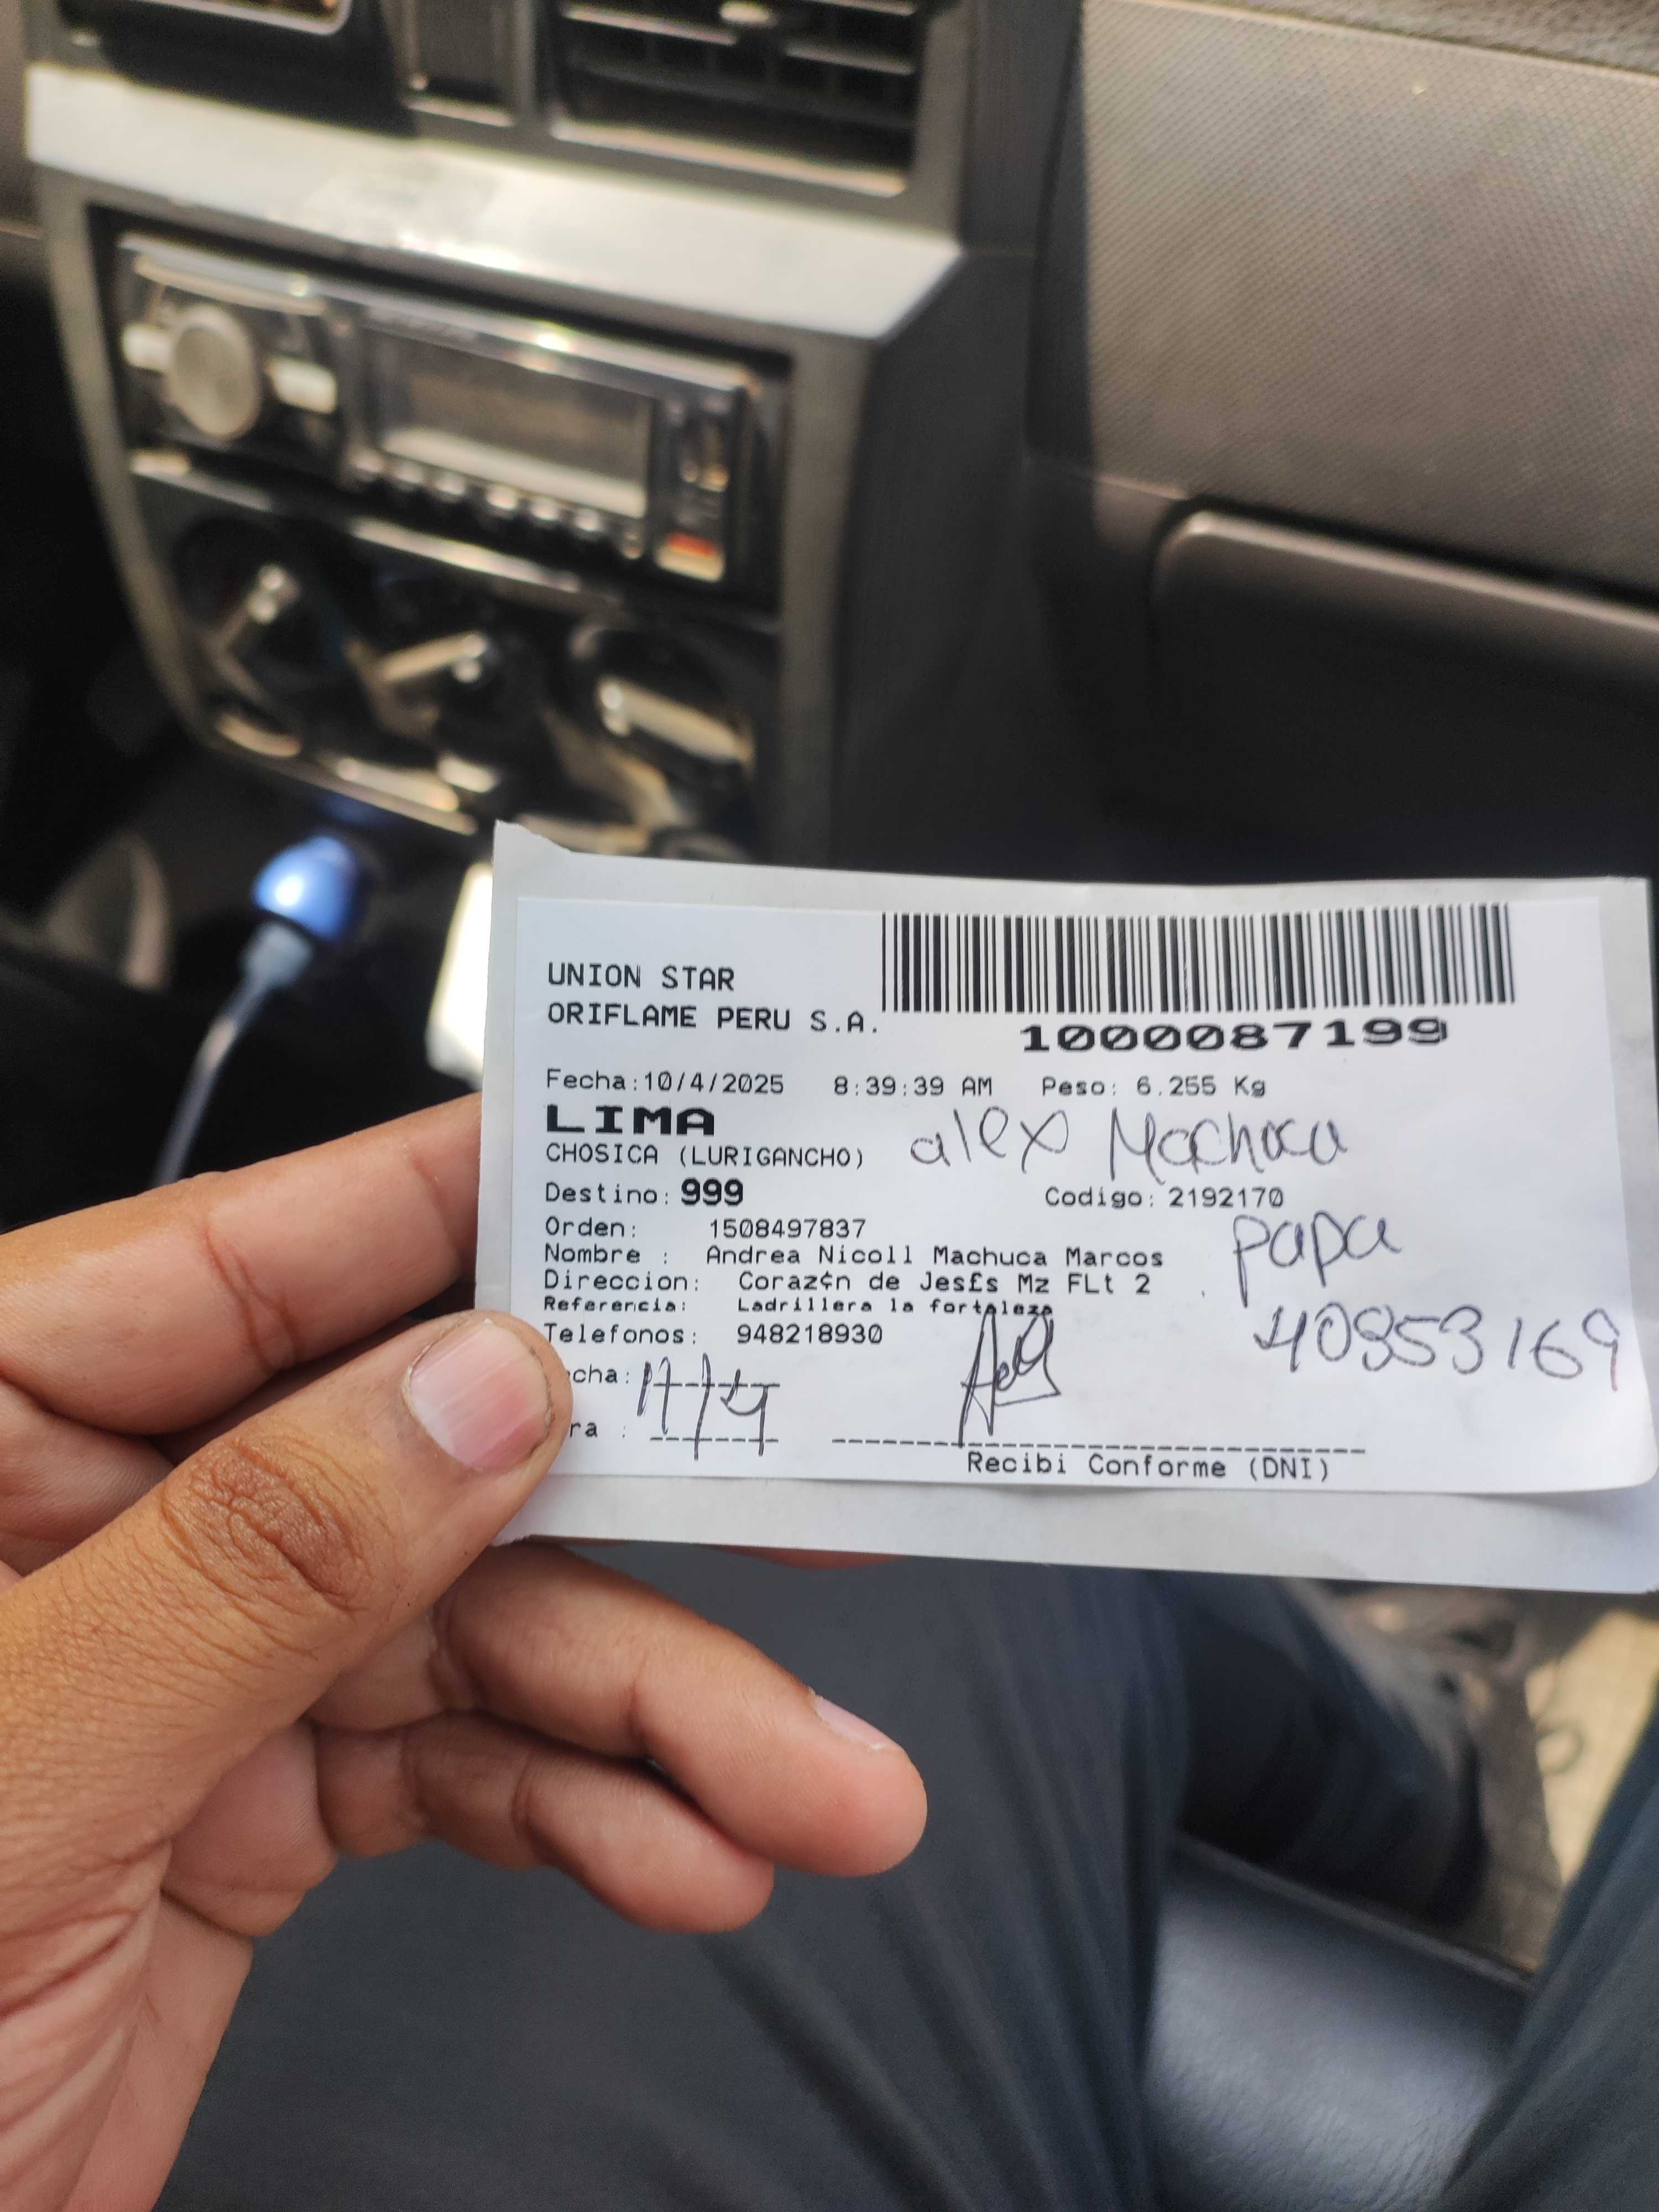 UNION STAR
ORIFLAME PERU S.A.
1000087199
Fecha:10/4/2025 8:39:39 AM Peso: 6.255 Kg
LIMA
CHOSICA (LURIGANCHO) alex Machuca
Destino: 999 Codigo: 2192170
Orden: 1508497837 papa
Nombre : Andrea Nicoll Machuca Marcos
Direccion: Coraz¢n de Jes£s Mz FLt 2
Referencia: Ladrillera la fortaleza
Telefonos: 948218930 40853169
cha: 11/4
ra :
Recibi Conforme (DNI)